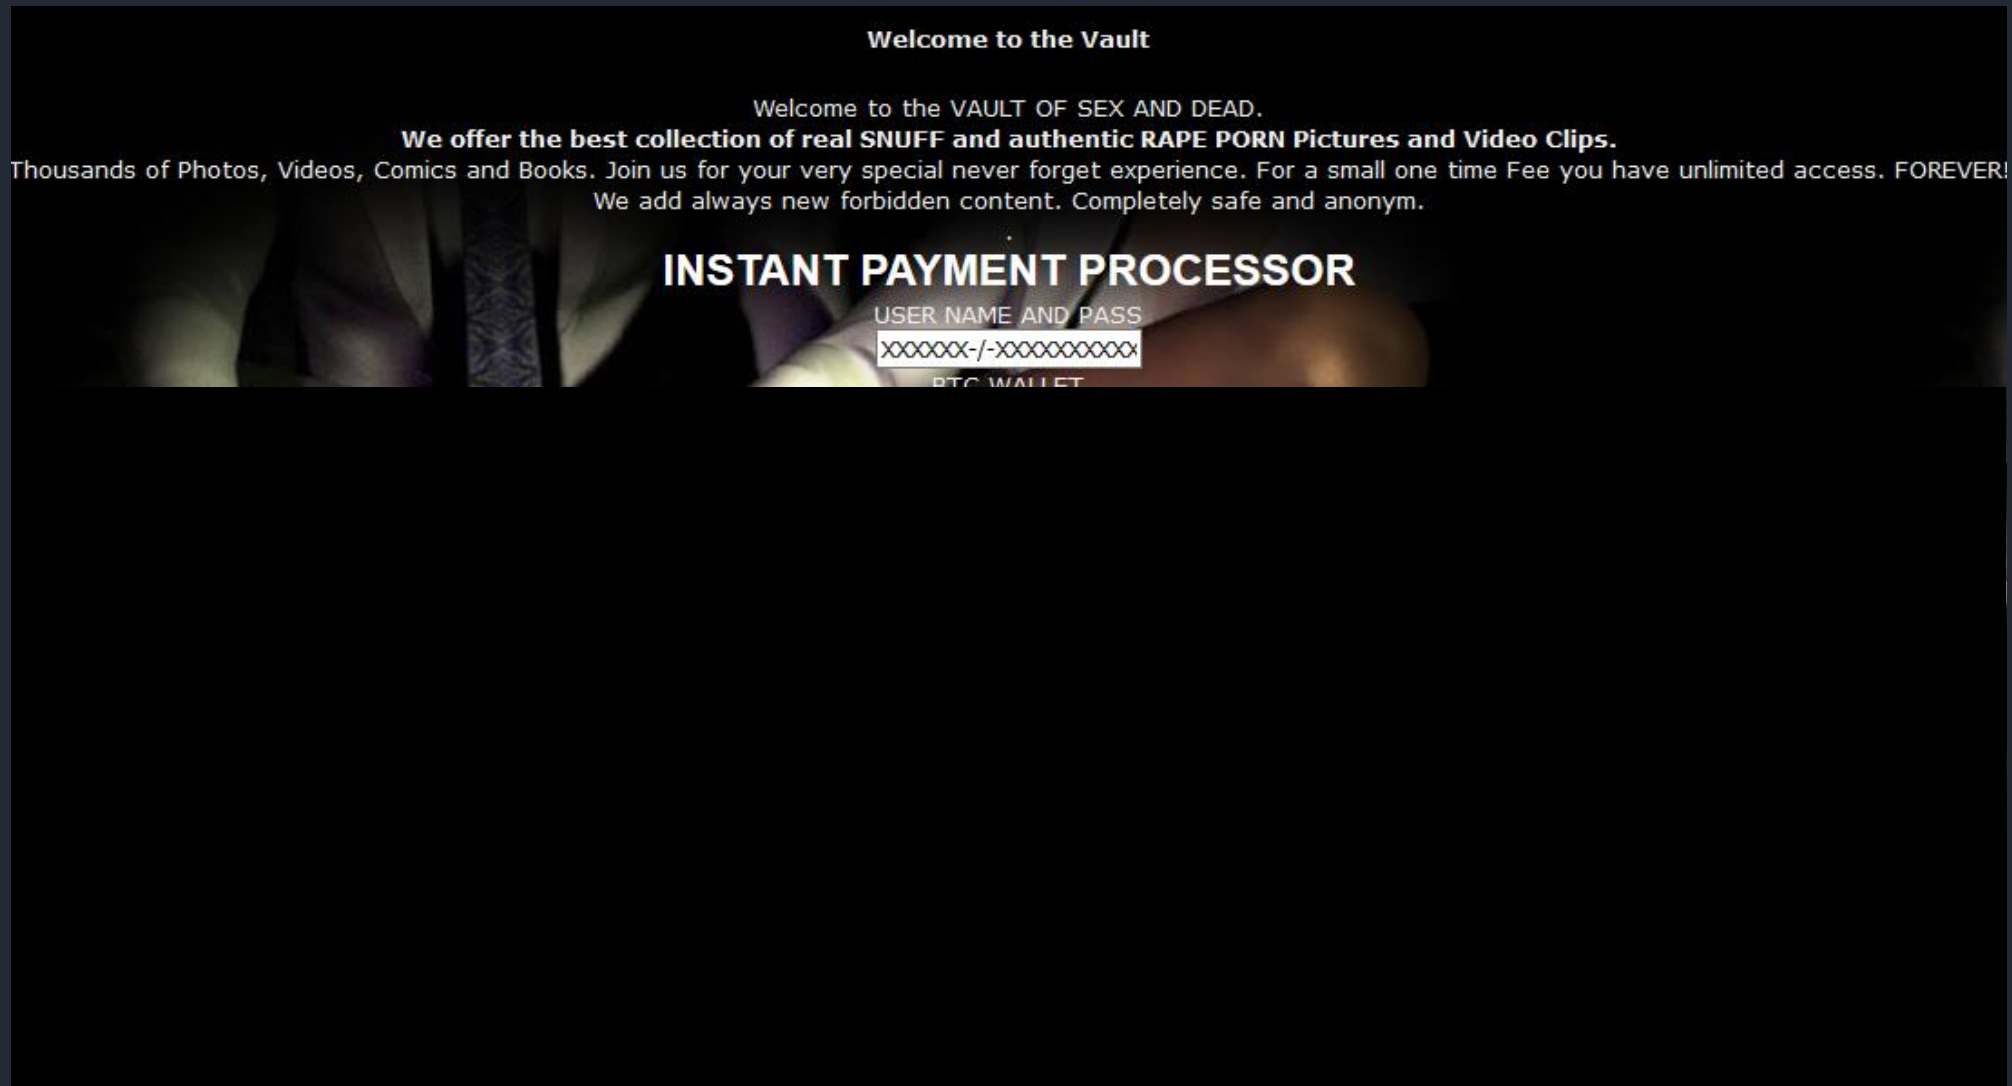 Welcome to the Vault
Welcome to the VAULT OF SEX AND DEAD.
We offer the best collection of real SNUFF and authentic RAPE PORN Pictures and Video Clips.
Thousands of Photos, Videos, Comics and Books. Join us for your very special never forget experience. For a small one time Fee you have unlimited access. FOREVER!
We add always new forbidden content. Completely safe and anonym.
.
INSTANT PAYMENT PROCESSOR
USER NAME AND PASS
XXXXXX-/-XXXXXXXXXX
BTC WALLET